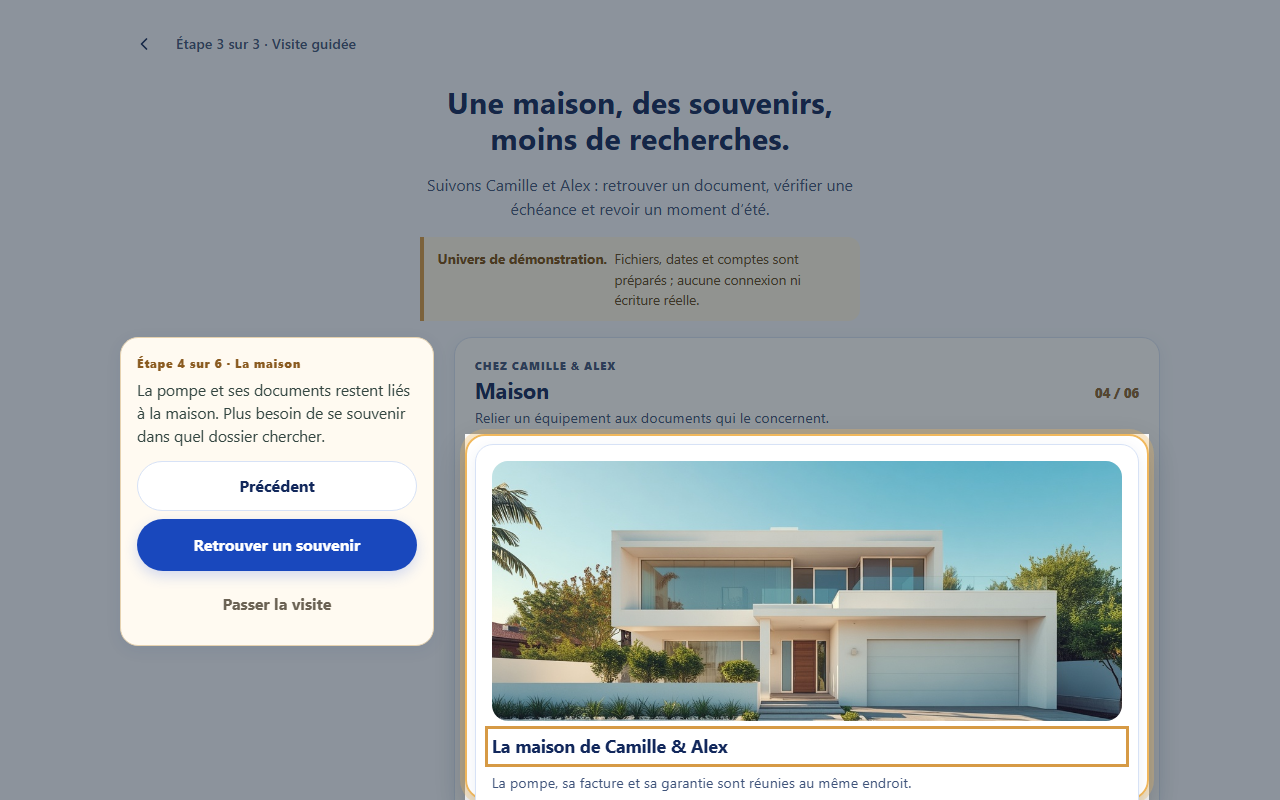 Étape 3 sur 3 · Visite guidée
Une maison, des souvenirs,
moins de recherches.
Suivons Camille et Alex : retrouver un document, vérifier une
échéance et revoir un moment d’été.
Univers de démonstration. Fichiers, dates et comptes sont
préparés ; aucune connexion ni
écriture réelle.
Étape 4 sur 6 · La maison
La pompe et ses documents restent liés
à la maison. Plus besoin de se souvenir
dans quel dossier chercher.
Précédent
Retrouver un souvenir
Passer la visite
CHEZ CAMILLE & ALEX
Maison
04 / 06
Relier un équipement aux documents qui le concernent.
La maison de Camille & Alex
La pompe, sa facture et sa garantie sont réunies au même endroit.